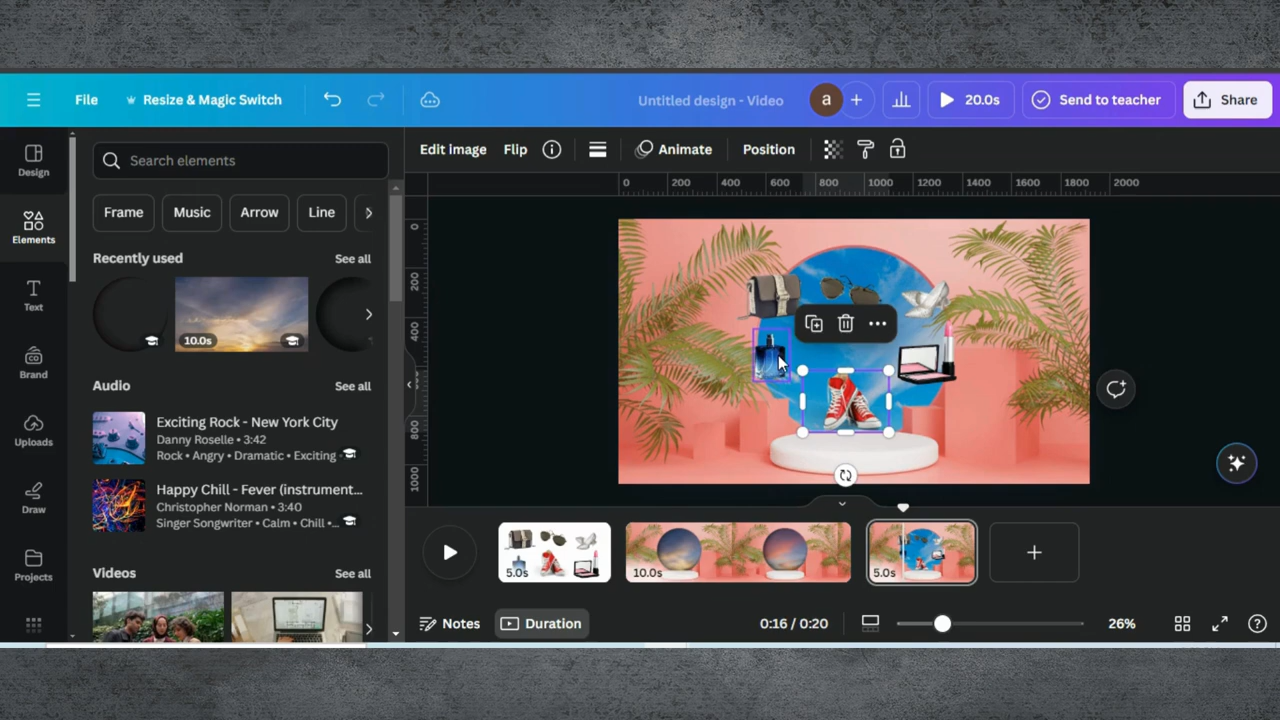 File
Resize & Magic Switch
Untitled design - Video
a
20.0s
Send to teacher
Share
Design
Elements
Text
Brand
Uploads
Draw
Projects
Search elements
Frame
Music
Arrow
Line
Recently used
See all
10.0s
Audio
See all
Exciting Rock - New York City
Danny Roselle • 3:42
Rock • Angry • Dramatic • Exciting
Happy Chill - Fever (instrument...
Christopher Norman • 3:40
Singer Songwriter • Calm • Chill •...
Videos
See all
Edit image
Flip
Animate
Position
0 200 400 600 800 1000 1200 1400 1600 1800 2000
0
200
400
800
1000
5.0s
10.0s
5.0s
Notes
Duration
0:16 / 0:20
26%